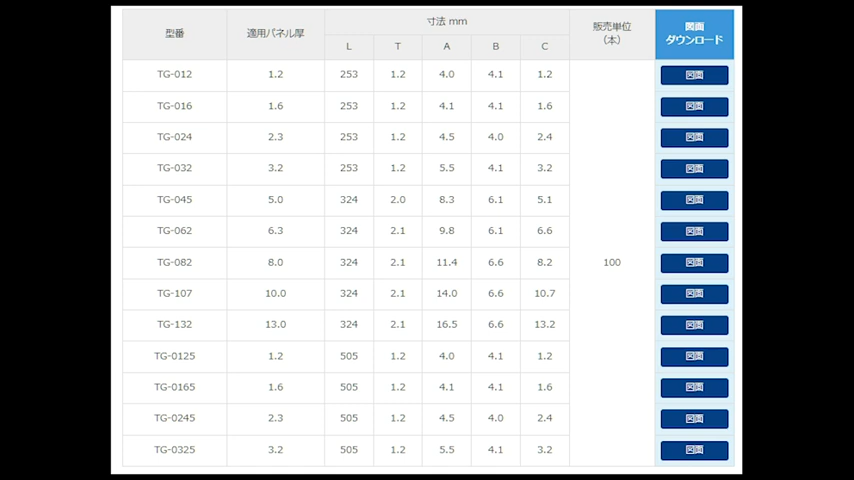 型番 適用パネル厚 寸法 mm 販売単位 図面
L T A B C (本) ダウンロード
TG-012 1.2 253 1.2 4.0 4.1 1.2 図面
TG-016 1.6 253 1.2 4.1 4.1 1.6 図面
TG-024 2.3 253 1.2 4.5 4.0 2.4 図面
TG-032 3.2 253 1.2 5.5 4.1 3.2 図面
TG-045 5.0 324 2.0 8.3 6.1 5.1 図面
TG-062 6.3 324 2.1 9.8 6.1 6.6 図面
TG-082 8.0 324 2.1 11.4 6.6 8.2 100 図面
TG-107 10.0 324 2.1 14.0 6.6 10.7 図面
TG-132 13.0 324 2.1 16.5 6.6 13.2 図面
TG-0125 1.2 505 1.2 4.0 4.1 1.2 図面
TG-0165 1.6 505 1.2 4.1 4.1 1.6 図面
TG-0245 2.3 505 1.2 4.5 4.0 2.4 図面
TG-0325 3.2 505 1.2 5.5 4.1 3.2 図面